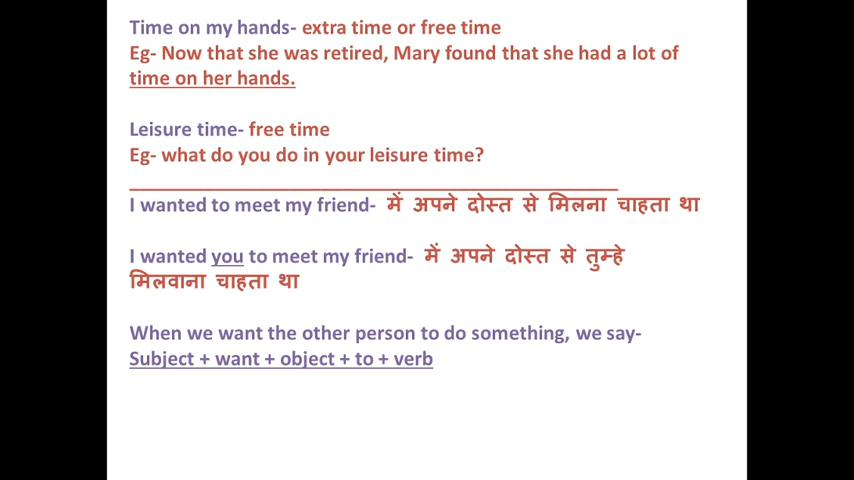 Time on my hands- extra time or free time
Eg- Now that she was retired, Mary found that she had a lot of
time on her hands.
Leisure time- free time
Eg- what do you do in your leisure time?
I wanted to meet my friend- में अपने दोस्त से मिलना चाहता था
I wanted you to meet my friend- में अपने दोस्त से तुम्हे
मिलवाना चाहता था
When we want the other person to do something, we say-
Subject + want + object + to + verb